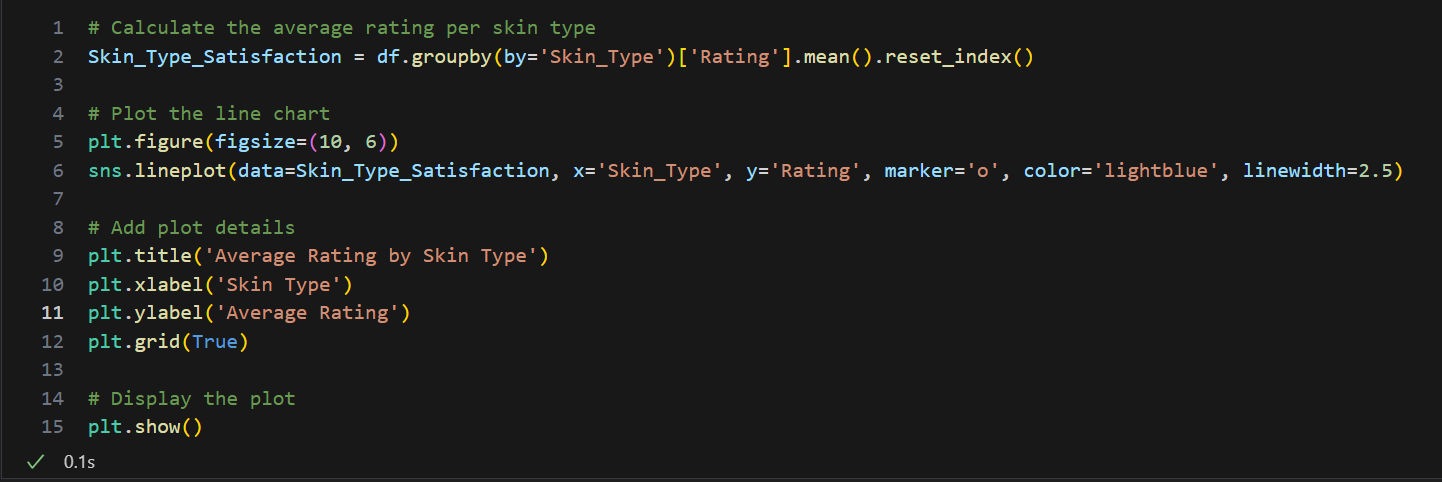 1 # Calculate the average rating per skin type
2 Skin_Type_Satisfaction = df.groupby(by='Skin_Type')['Rating'].mean().reset_index()
3
4 # Plot the line chart
5 plt.figure(figsize=(10, 6))
6 sns.lineplot(data=Skin_Type_Satisfaction, x='Skin_Type', y='Rating', marker='o', color='lightblue', linewidth=2.5)
7
8 # Add plot details
9 plt.title('Average Rating by Skin Type')
10 plt.xlabel('Skin Type')
11 plt.ylabel('Average Rating')
12 plt.grid(True)
13
14 # Display the plot
15 plt.show()
0.1s